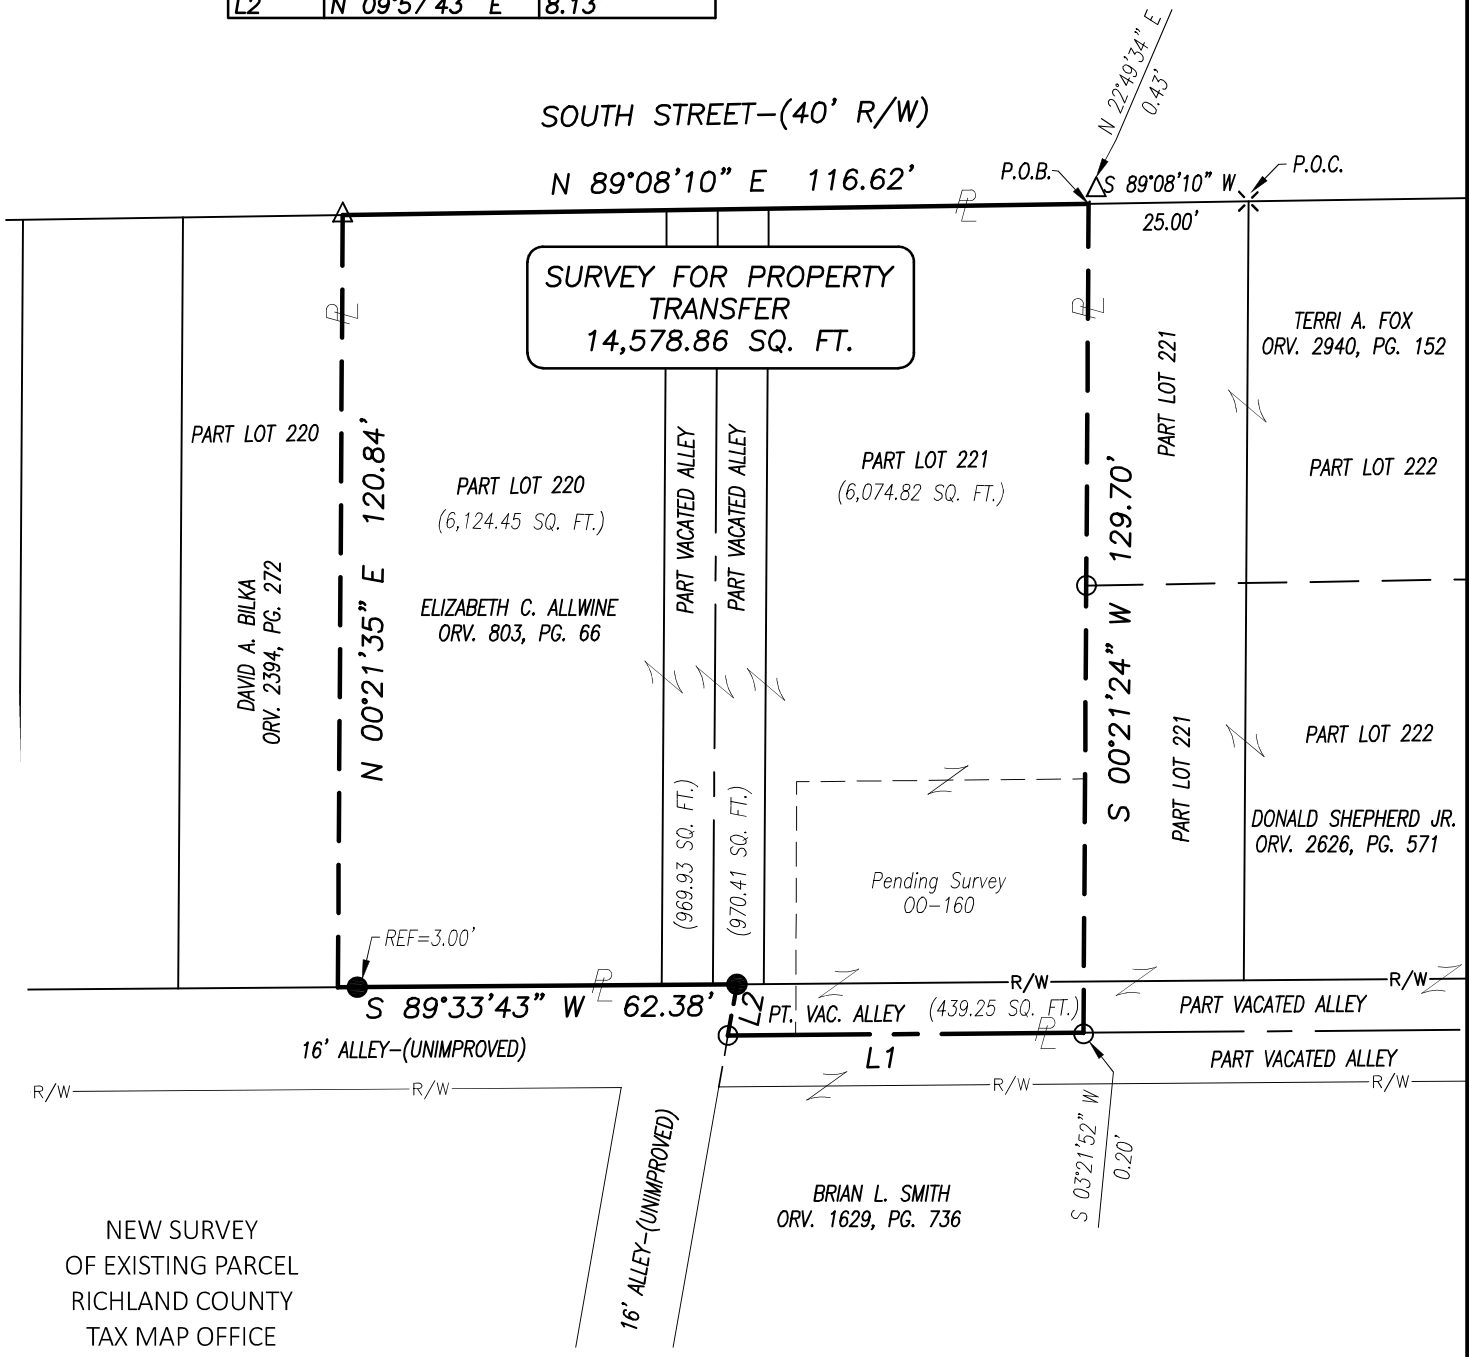 L2 N 09°57'43" E 8.13'
N 22°49'34" E
0.43'
SOUTH STREET-(40' R/W)
N 89°08'10" E 116.62'
P.O.B.
S 89°08'10" W
25.00'
P.O.C.
SURVEY FOR PROPERTY
TRANSFER
14,578.86 SQ. FT.
TERRI A. FOX
ORV. 2940, PG. 152
PART LOT 220
N 00°21'35" E 120.84'
PART LOT 220
(6,124.45 SQ. FT.)
PART VACATED ALLEY
PART VACATED ALLEY
PART LOT 221
(6,074.82 SQ. FT.)
S 00°21'24" W 129.70'
PART LOT 221
PART LOT 222
DAVID A. BILKA
ORV. 2394, PG. 272
ELIZABETH C. ALLWINE
ORV. 803, PG. 66
PART LOT 221
PART LOT 222
(969.93 SQ. FT.)
(970.41 SQ. FT.)
DONALD SHEPHERD JR.
ORV. 2626, PG. 571
Pending Survey
OO-160
REF=3.00'
S 89°33'43" W 62.38'
L2
PT. VAC. ALLEY
(439.25 SQ. FT.)
R/W
R/W
PART VACATED ALLEY
16' ALLEY-(UNIMPROVED)
L1
PART VACATED ALLEY
R/W
R/W
R/W
R/W
S 03°21'52" W
0.20'
16' ALLEY-(UNIMPROVED)
BRIAN L. SMITH
ORV. 1629, PG. 736
NEW SURVEY
OF EXISTING PARCEL
RICHLAND COUNTY
TAX MAP OFFICE